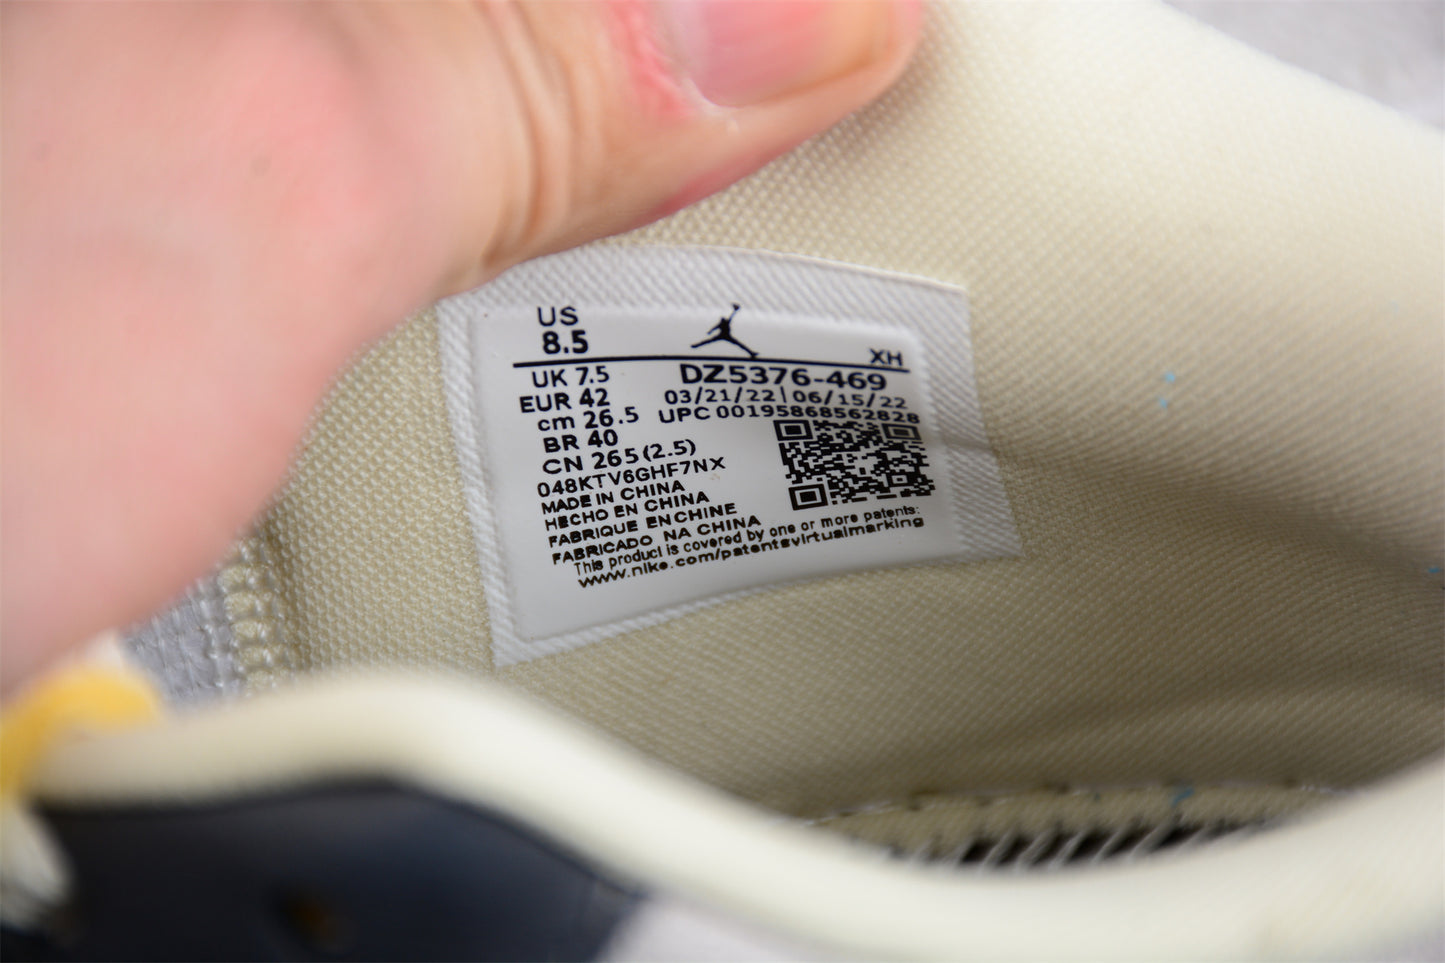 US
8.5
XH
UK 7.5
DZ5376-469
EUR 42
03/21/22 | 06/15/22
cm 26.5
UPC 00195868562828
BR 40
CN 265(2.5)
048KTV6GHF7NX
MADE IN CHINA
HECHO EN CHINA
FABRIQUE EN CHINE
FABRICADO NA CHINA
This product is covered by one or more patents:
www.nike.com/patentsvirtualmarking